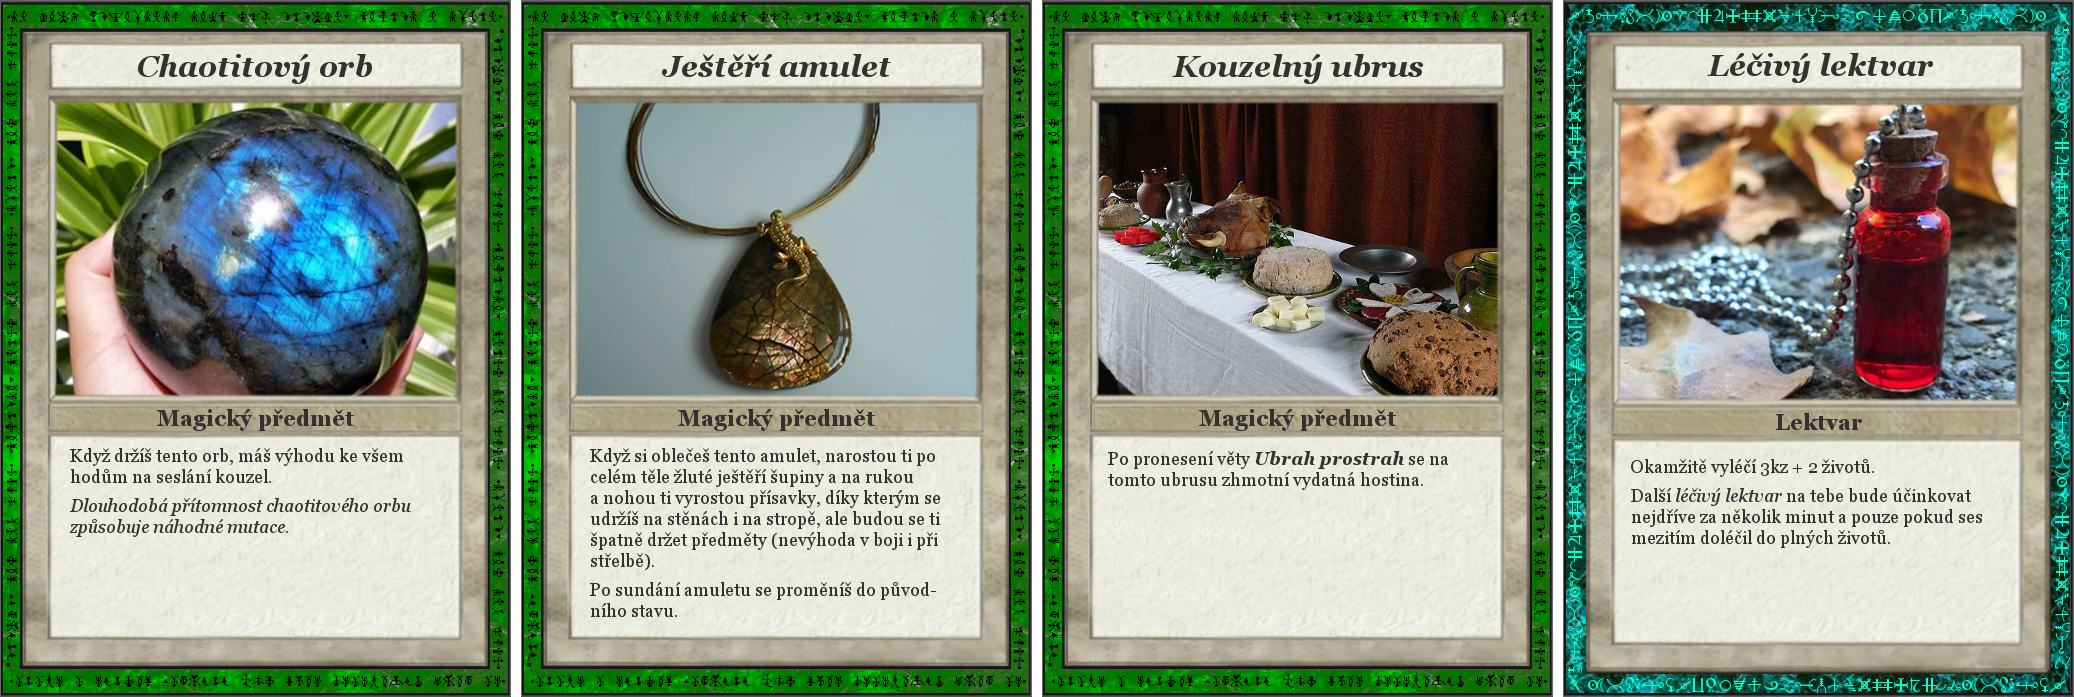 Chaotitový orb
Magický předmět
Když držíš tento orb, máš výhodu ke všem
hodům na seslání kouzel.
Dlouhodobá přítomnost chaotitového orbu
způsobuje náhodné mutace.
Ještěří amulet
Magický předmět
Když si oblečeš tento amulet, narostou ti po
celém těle žluté ještěří šupiny a na rukou
a nohou ti vyrostou přísavky, díky kterým se
udržíš na stěnách i na stropě, ale budou se ti
špatně držet předměty (nevýhoda v boji i při
střelbě).
Po sundání amuletu se proměníš do původ-
ního stavu.
Kouzelný ubrus
Magický předmět
Po pronesení věty Ubrah prostrah se na
tomto ubrusu zhmotní vydatná hostina.
Léčivý lektvar
Lektvar
Okamžitě vyléčí 3kz + 2 životů.
Další léčivý lektvar na tebe bude účinkovat
nejdříve za několik minut a pouze pokud ses
mezitím doléčil do plných životů.